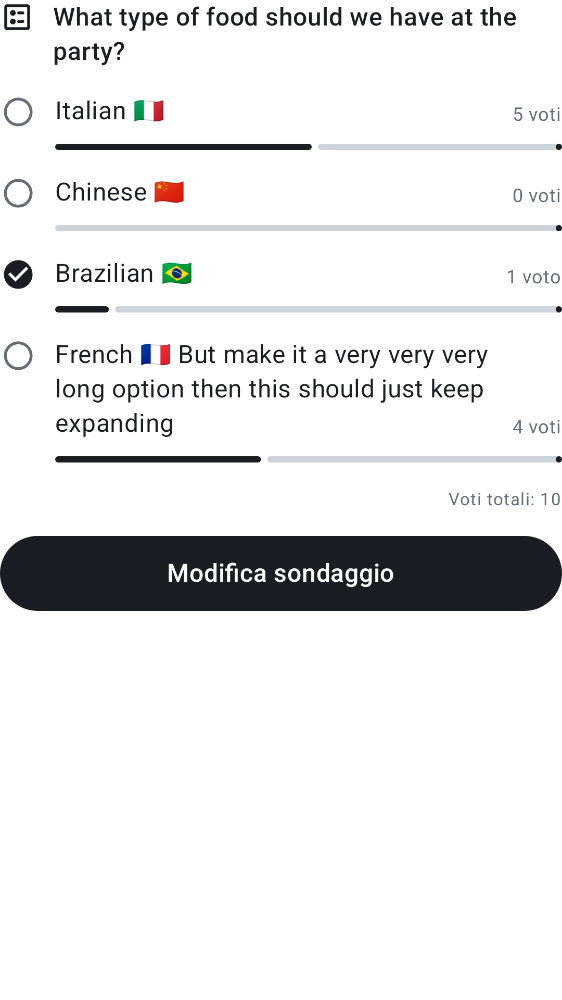 What type of food should we have at the
party?
Italian 🇮🇹
5 voti
Chinese 🇨🇳
0 voti
Brazilian 🇧🇷
1 voto
French 🇫🇷 But make it a very very very
long option then this should just keep
expanding
4 voti
Voti totali: 10
Modifica sondaggio